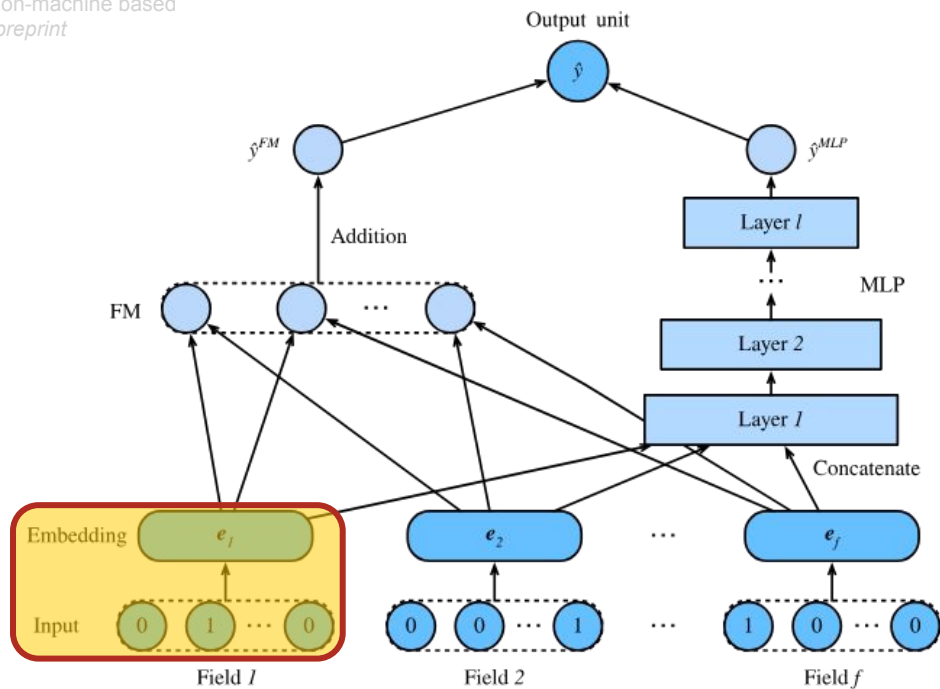 on-machine based
preprint
Output unit
ŷ
ŷ^FM
ŷ^MLP
Layer l
Addition
...
MLP
FM
...
Layer 2
Layer 1
Concatenate
Embedding e_1 e_2 ... e_f
Input 0 1 ... 0 0 0 ... 1 ... 1 0 ... 0
Field 1 Field 2 Field f